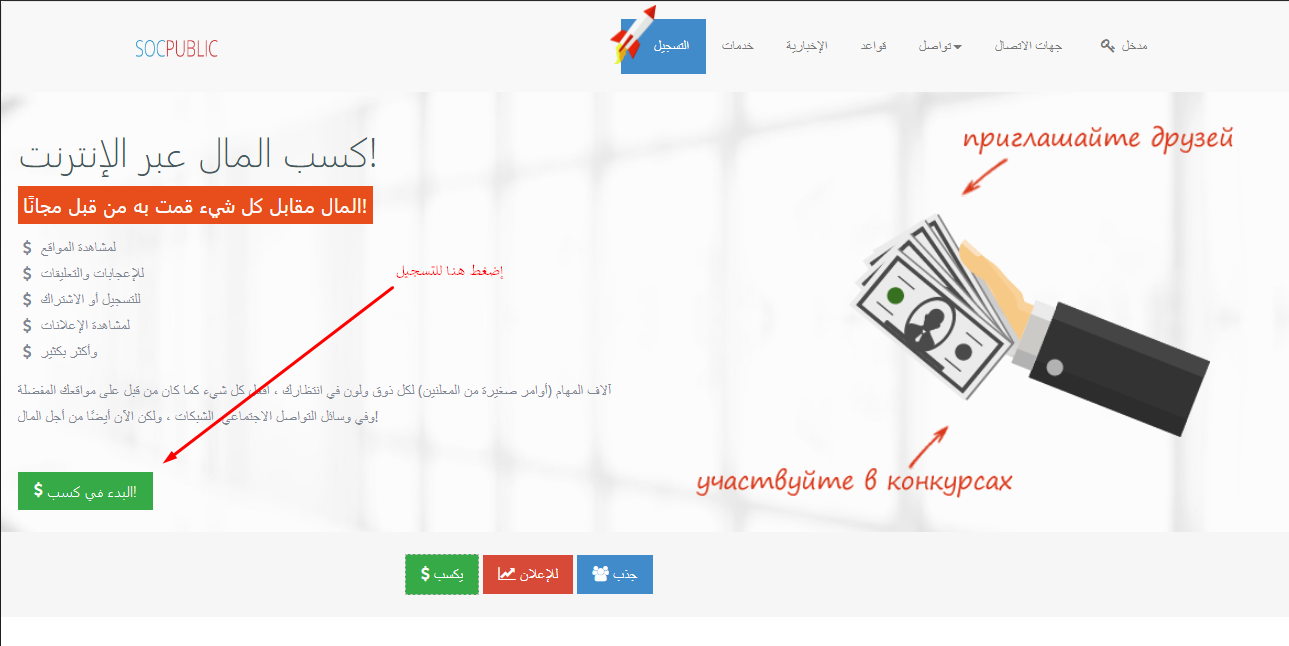 SOCPUBLIC
التسجيل
خدمات
الإخبارية
قواعد
تواصل
جهات الاتصال
مدخل
كسب المال عبر الإنترنت!
المال مقابل كل شيء قمت به من قبل مجانًا!
$ لمشاهدة المواقع
$ للإعجابات والتعليقات
$ للتسجيل أو الاشتراك
$ لمشاهدة الإعلانات
$ وأكثر بكثير
إضغط هنا للتسجيل
آلاف المهام (أوامر صغيرة من المعلنين) لكل ذوق ولون في انتظارك ، افعل كل شيء كما كان من قبل على مواقعك المفضلة
وفي وسائل التواصل الاجتماعي. الشبكات ، ولكن الآن أيضًا من أجل المال!
$ البدء في كسب!
приглашайте друзей
участвуйте в конкурсах
$ يكسب
للإعلان
جذب